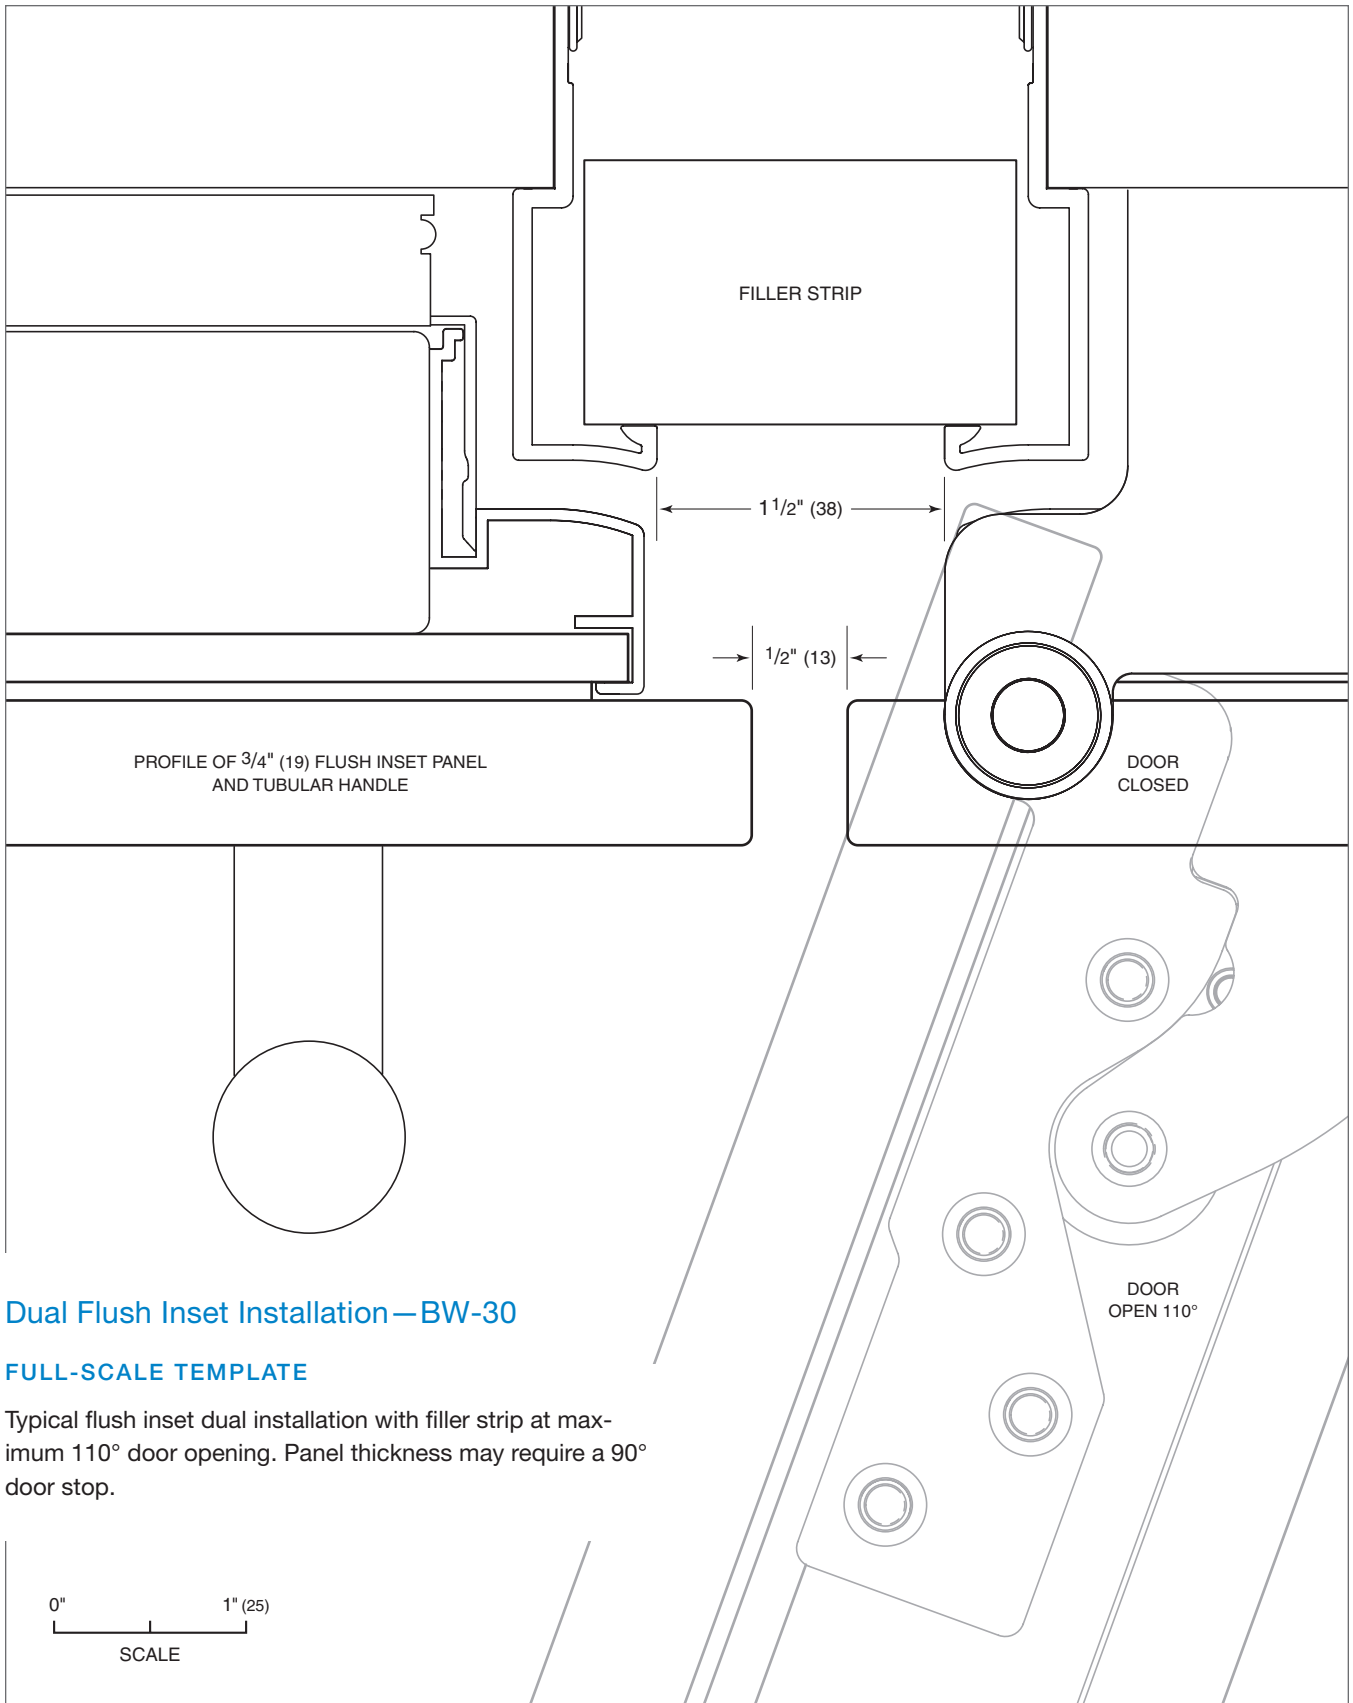 FILLER STRIP
1 1/2" (38)
1/2" (13)
PROFILE OF 3/4" (19) FLUSH INSET PANEL
AND TUBULAR HANDLE
DOOR
CLOSED
DOOR
OPEN 110°
Dual Flush Inset Installation—BW-30
FULL-SCALE TEMPLATE
Typical flush inset dual installation with filler strip at max-
imum 110° door opening. Panel thickness may require a 90°
door stop.
0" 1" (25)
SCALE